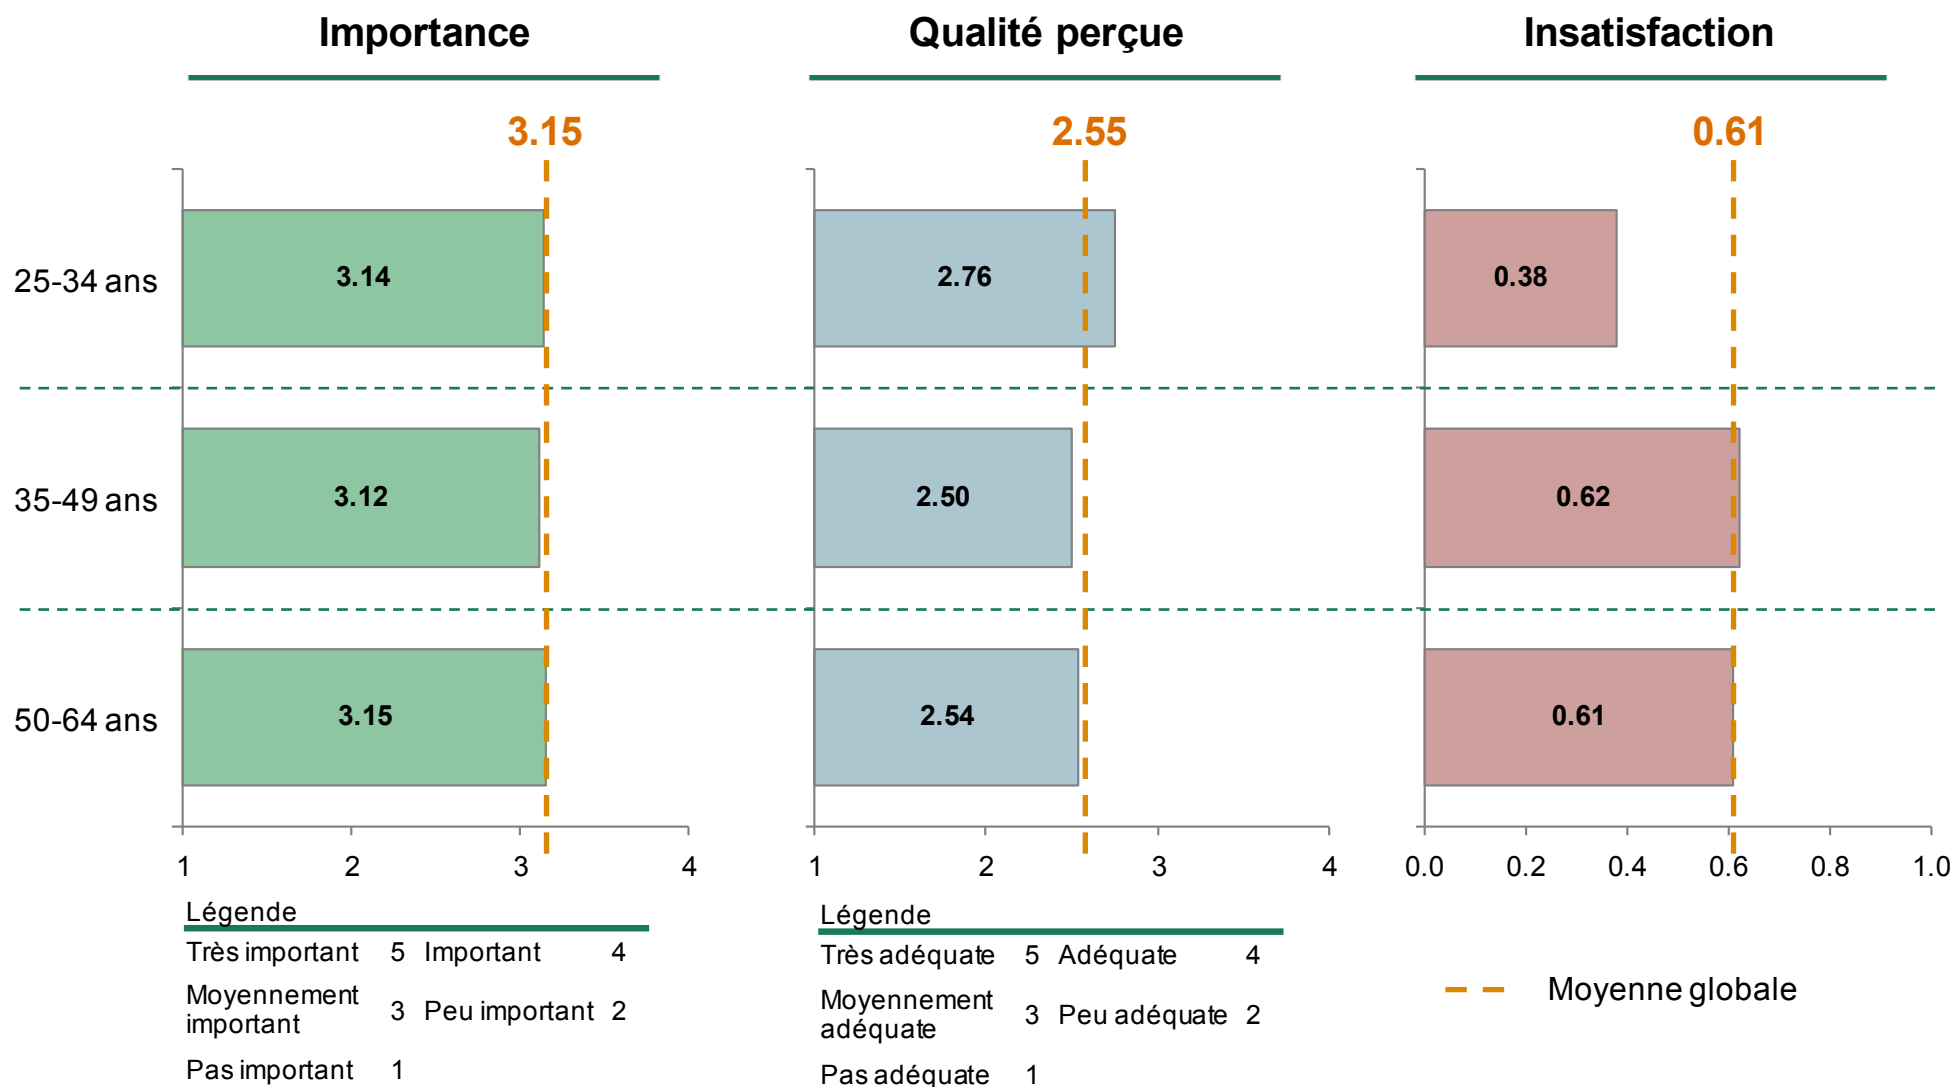 Importance
Qualité perçue
Insatisfaction
3.15
2.55
0.61
25-34 ans
3.14
2.76
0.38
35-49 ans
3.12
2.50
0.62
50-64 ans
3.15
2.54
0.61
1 2 3 4
1 2 3 4
0.0 0.2 0.4 0.6 0.8 1.0
Légende
Très important 5 Important 4
Moyennement
important 3 Peu important 2
Pas important 1
Légende
Très adéquate 5 Adéquate 4
Moyennement
adéquate 3 Peu adéquate 2
Pas adéquate 1
Moyenne globale